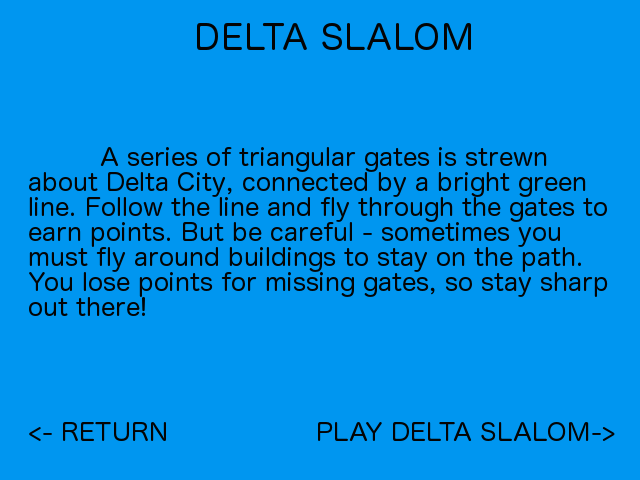 DELTA SLALOM
A series of triangular gates is strewn
about Delta City, connected by a bright green
line. Follow the line and fly through the gates to
earn points. But be careful - sometimes you
must fly around buildings to stay on the path.
You lose points for missing gates, so stay sharp
out there!
<- RETURN
PLAY DELTA SLALOM->